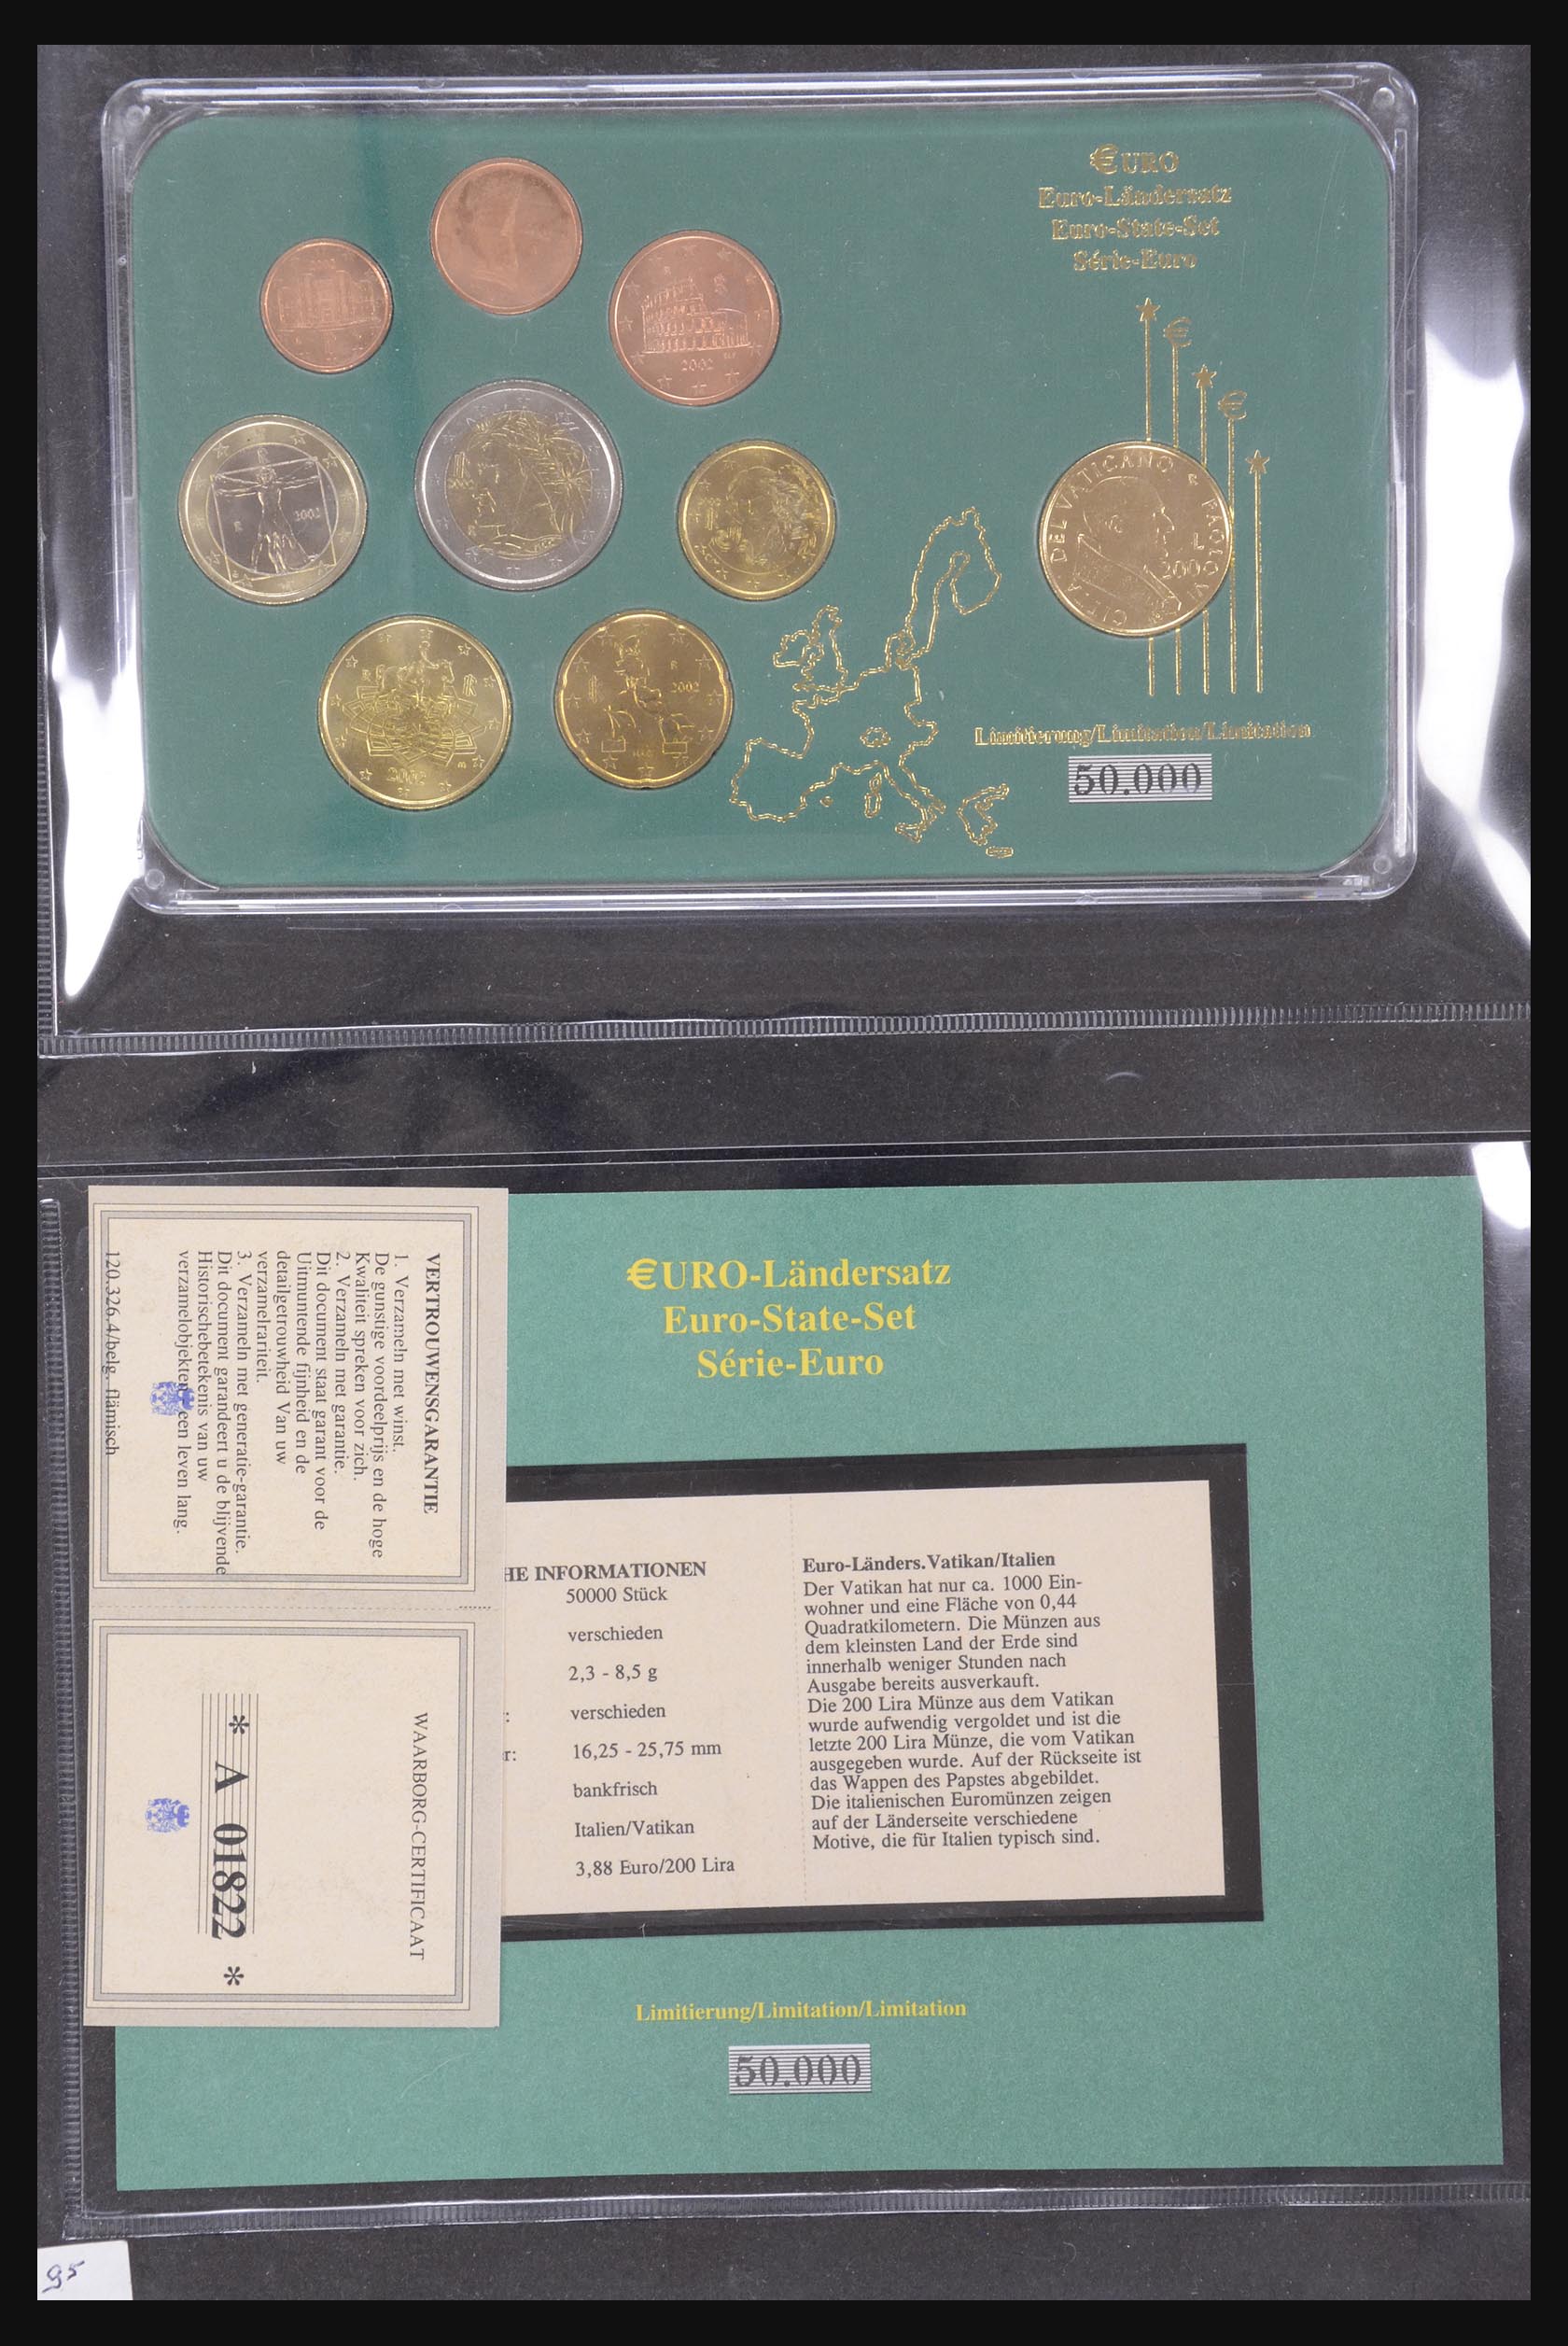 €URO
Euro-Ländersatz
Euro-State-Set
Série-Euro
2002
2002
2002
2002
CITTA DEL VATICANO PAOLO VI
L
200
Limitierung/Limitation/Limitation
50.000
€URO-Ländersatz
Euro-State-Set
Série-Euro
VERTROUWENSGARANTIE
1. Verzameln met winst.
De gunstige voordeelprijs en de hoge
Kwaliteit spreken voor zich.
2. Verzameln met garantie.
Dit document staat garant voor de
Uitmuntende fijnheid en de
detailgetrouwheid Van uw
verzamelrariteit.
3. Verzameln met generatie-garantie.
Dit document garandeert u de blijvende
Historischebetekenis van uw
verzamelobjekten een leven lang.
120.326.4/belg. flämisch
WAARBORG-CERTIFICAAT
* A 01822 *
HE INFORMATIONEN
50000 Stück
verschieden
2,3 - 8,5 g
: verschieden
r: 16,25 - 25,75 mm
bankfrisch
Italien/Vatikan
3,88 Euro/200 Lira
Euro-Länders.Vatikan/Italien
Der Vatikan hat nur ca. 1000 Ein-
wohner und eine Fläche von 0,44
Quadratkilometern. Die Münzen aus
dem kleinsten Land der Erde sind
innerhalb weniger Stunden nach
Ausgabe bereits ausverkauft.
Die 200 Lira Münze aus dem Vatikan
wurde aufwendig vergoldet und ist die
letzte 200 Lira Münze, die vom Vatikan
ausgegeben wurde. Auf der Rückseite ist
das Wappen des Papstes abgebildet.
Die italienischen Euromünzen zeigen
auf der Länderseite verschiedene
Motive, die für Italien typisch sind.
Limitierung/Limitation/Limitation
50.000
95